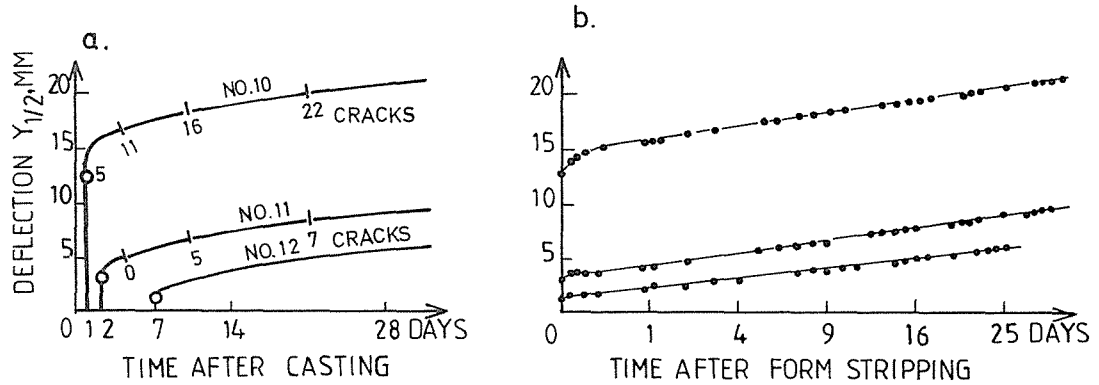 a.
DEFLECTION Y1/2, MM
20
15
10
5
NO.10
5
11
16
22 CRACKS
NO.11
0
5
7 CRACKS
NO.12
0 1 2 7 14 28 DAYS
TIME AFTER CASTING
b.
20
15
10
5
0 1 4 9 16 25 DAYS
TIME AFTER FORM STRIPPING